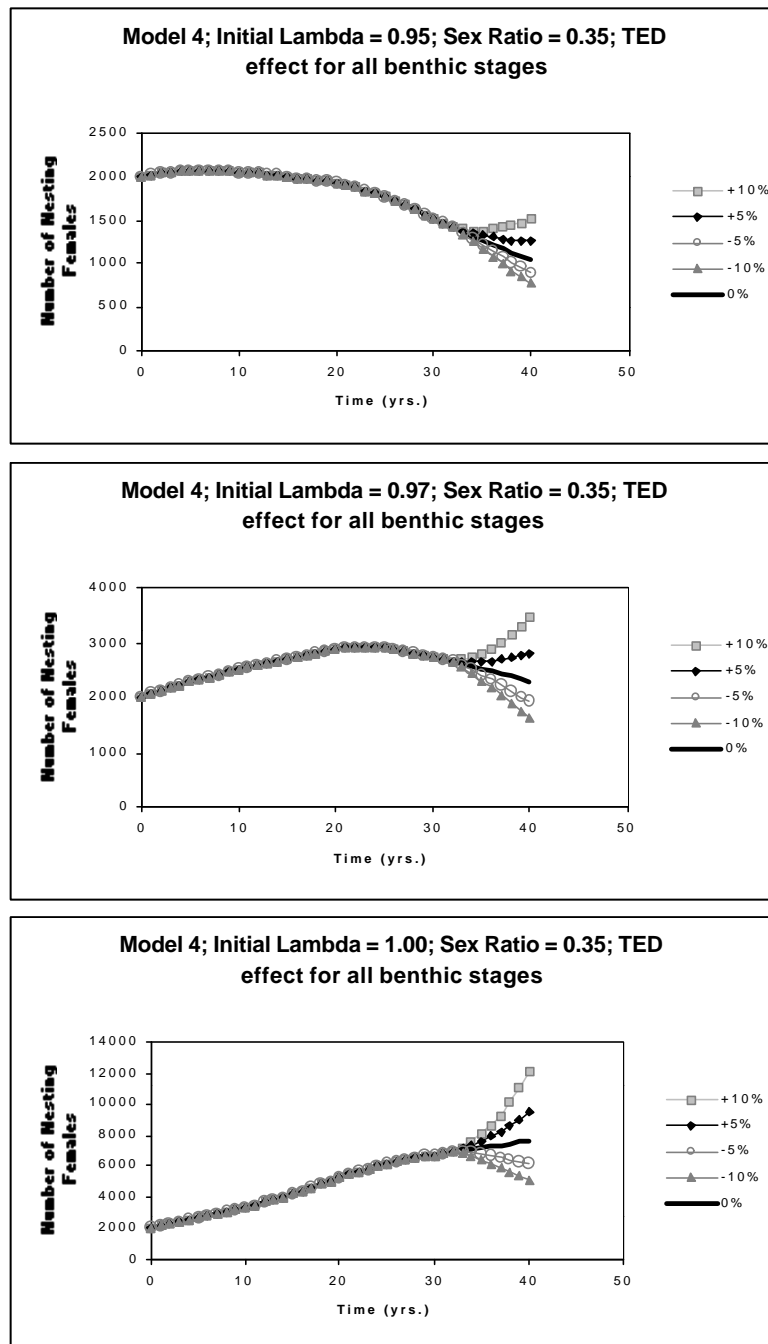 Model 4; Initial Lambda = 0.95; Sex Ratio = 0.35; TED
effect for all benthic stages
Number of Nesting
Females
2500
2000
1500
1000
500
0
0 10 20 30 40 50
Time (yrs.)
+10%
+5%
-5%
-10%
0%
Model 4; Initial Lambda = 0.97; Sex Ratio = 0.35; TED
effect for all benthic stages
Number of Nesting
Females
4000
3000
2000
1000
0
0 10 20 30 40 50
Time (yrs.)
+10%
+5%
-5%
-10%
0%
Model 4; Initial Lambda = 1.00; Sex Ratio = 0.35; TED
effect for all benthic stages
Number of Nesting
Females
14000
12000
10000
8000
6000
4000
2000
0
0 10 20 30 40 50
Time (yrs.)
+10%
+5%
-5%
-10%
0%